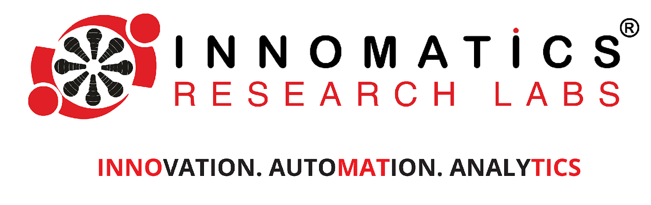 INNOMATiCS®
RESEARCH LABS
INNOVATION. AUTOMATION. ANALYTICS